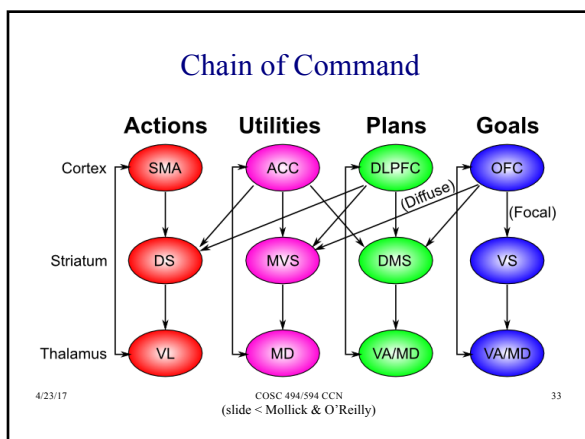 Chain of Command
Actions Utilities Plans Goals
Cortex SMA ACC DLPFC OFC
(Diffuse)
(Focal)
Striatum DS MVS DMS VS
Thalamus VL MD VA/MD VA/MD
4/23/17 COSC 494/594 CCN 33
(slide < Mollick & O'Reilly)